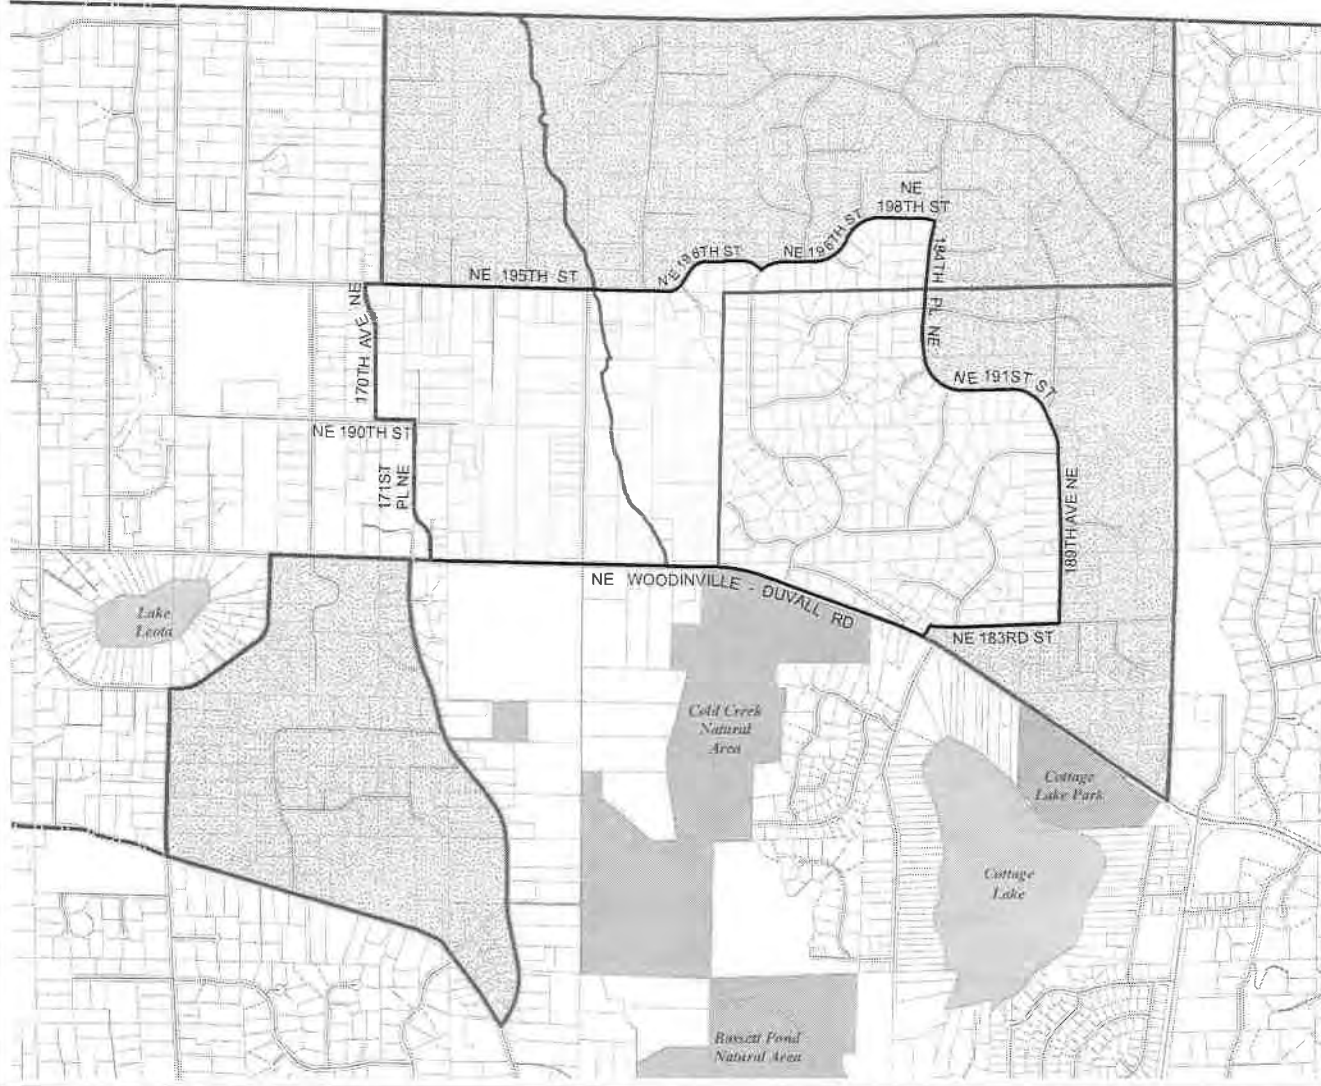 NE
198TH ST
NE 196TH ST
NE 196TH ST
NE 195TH ST
184TH PL NE
170TH AVE NE
NE 191ST ST
NE 190TH ST
171ST
PL NE
189TH AVE NE
NE WOODINVILLE - DUVALL RD
NE 183RD ST
Lake
Leota
Cold Creek
Natural
Area
Cottage
Lake Park
Cottage
Lake
Bassett Pond
Natural Area